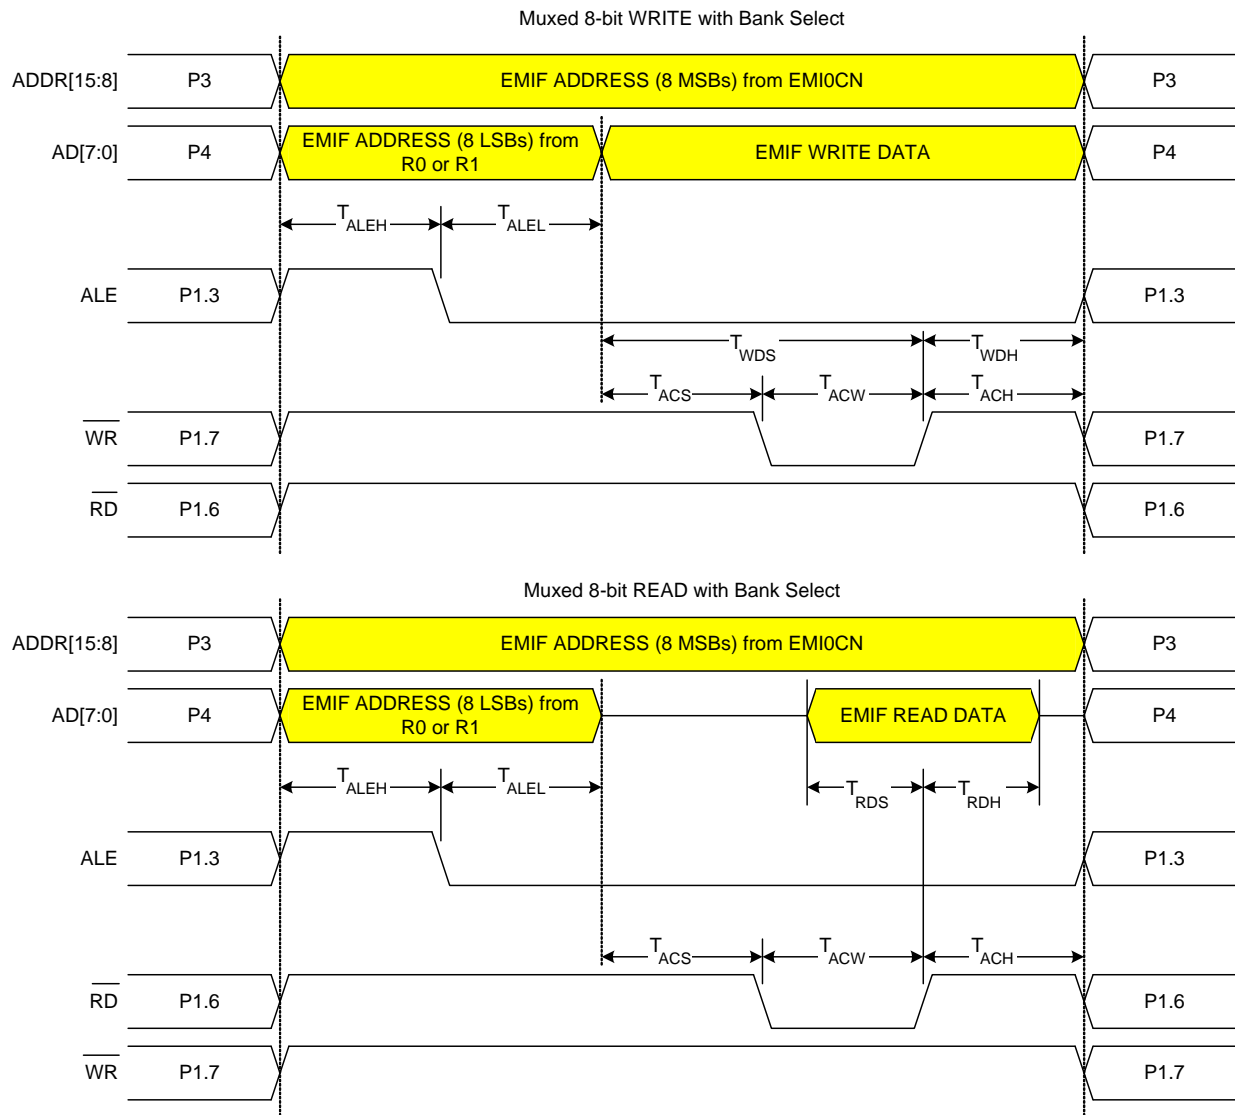 Muxed 8-bit WRITE with Bank Select
ADDR[15:8] P3 EMIF ADDRESS (8 MSBs) from EMI0CN P3
AD[7:0] P4 EMIF ADDRESS (8 LSBs) from
R0 or R1 EMIF WRITE DATA P4
TALEH TALEL
ALE P1.3 P1.3
TWDS TWDH
TACS TACW TACH
WR P1.7 P1.7
RD P1.6 P1.6
Muxed 8-bit READ with Bank Select
ADDR[15:8] P3 EMIF ADDRESS (8 MSBs) from EMI0CN P3
AD[7:0] P4 EMIF ADDRESS (8 LSBs) from
R0 or R1 EMIF READ DATA P4
TALEH TALEL TRDS TRDH
ALE P1.3 P1.3
TACS TACW TACH
RD P1.6 P1.6
WR P1.7 P1.7